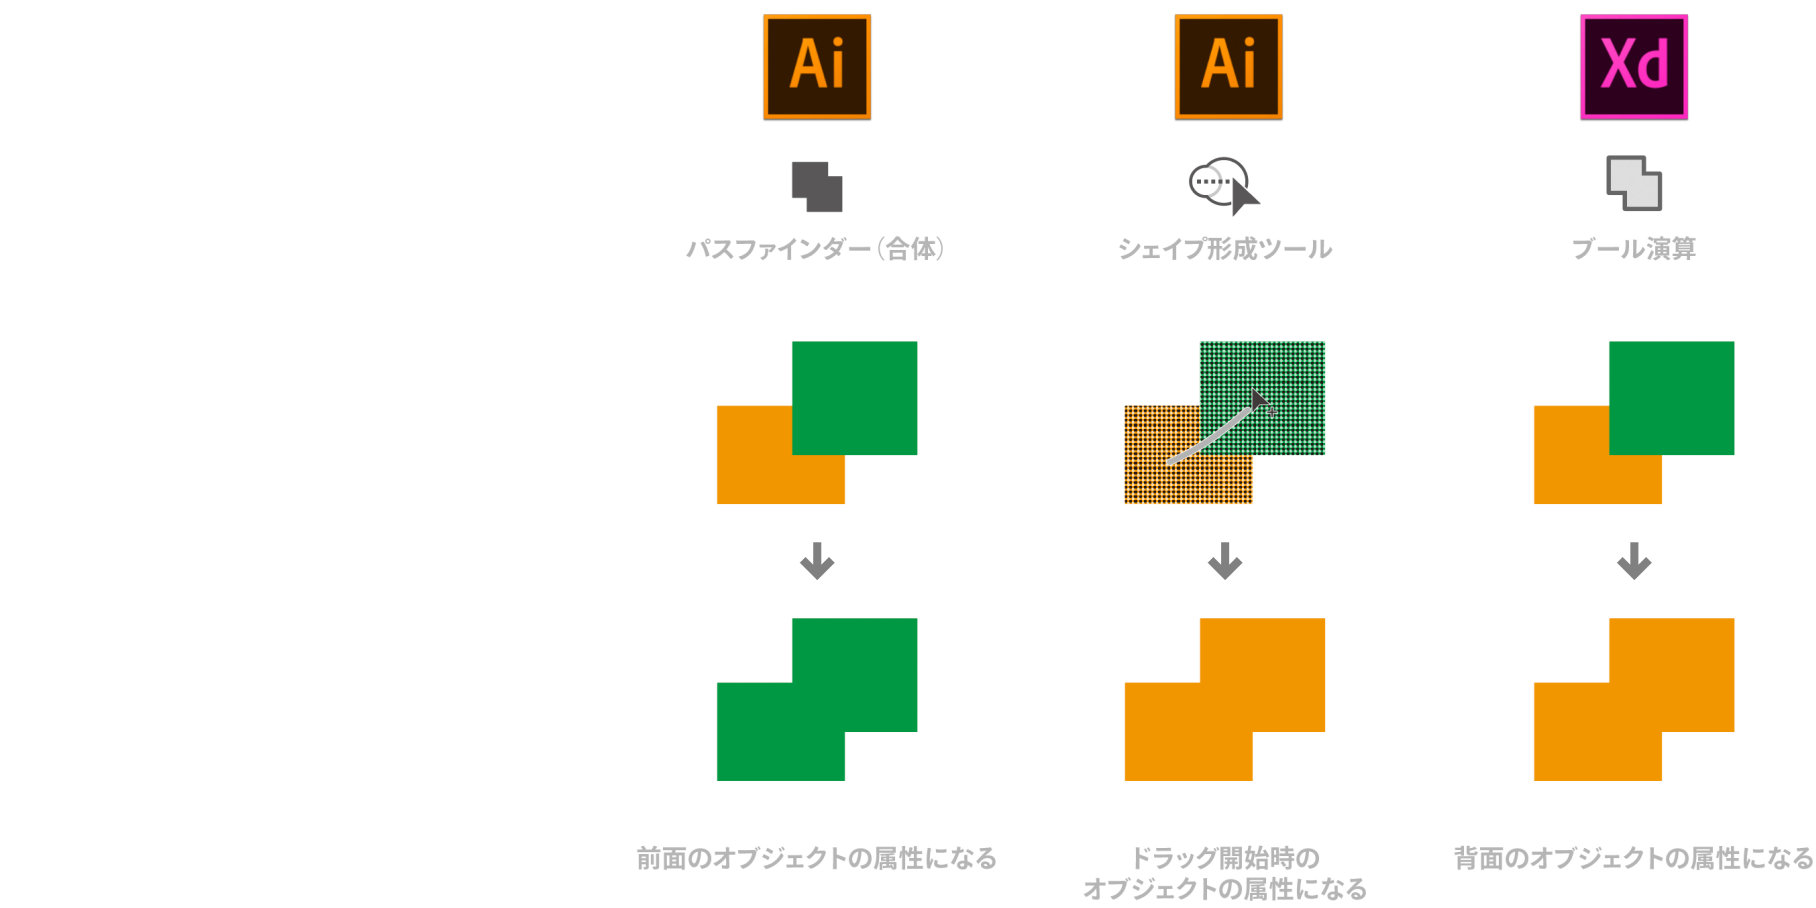 Ai
Ai
Xd
パスファインダー（合体）
シェイプ形成ツール
ブール演算
前面のオブジェクトの属性になる
ドラッグ開始時の
オブジェクトの属性になる
背面のオブジェクトの属性になる